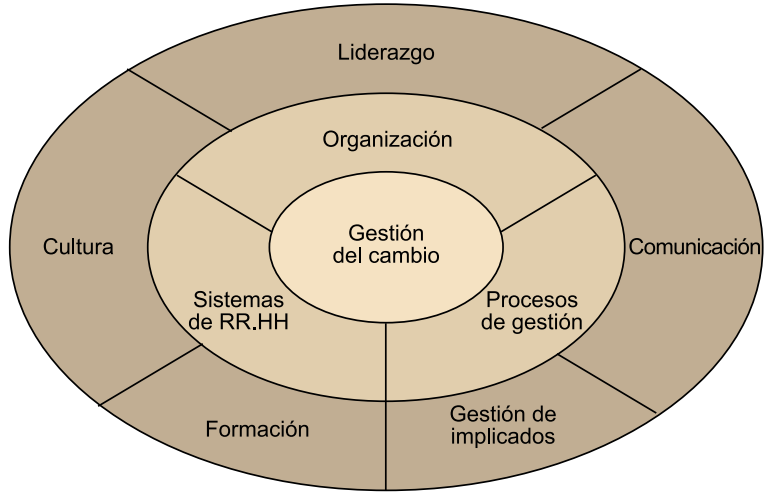 Liderazgo
Organización
Gestión
del cambio
Cultura
Comunicación
Sistemas
de RR.HH
Procesos
de gestión
Formación
Gestión de
implicados